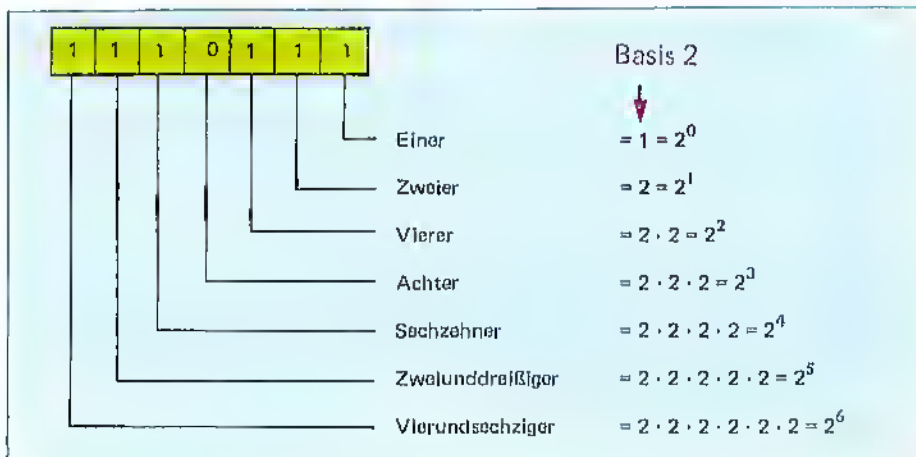 1 1 1 0 1 1 1
Basis 2
Einer = 1 = 2⁰
Zweier = 2 = 2¹
Vierer = 2 · 2 = 2²
Achter = 2 · 2 · 2 = 2³
Sechzehner = 2 · 2 · 2 · 2 = 2⁴
Zweiunddreißiger = 2 · 2 · 2 · 2 · 2 = 2⁵
Vierundsechziger = 2 · 2 · 2 · 2 · 2 · 2 = 2⁶